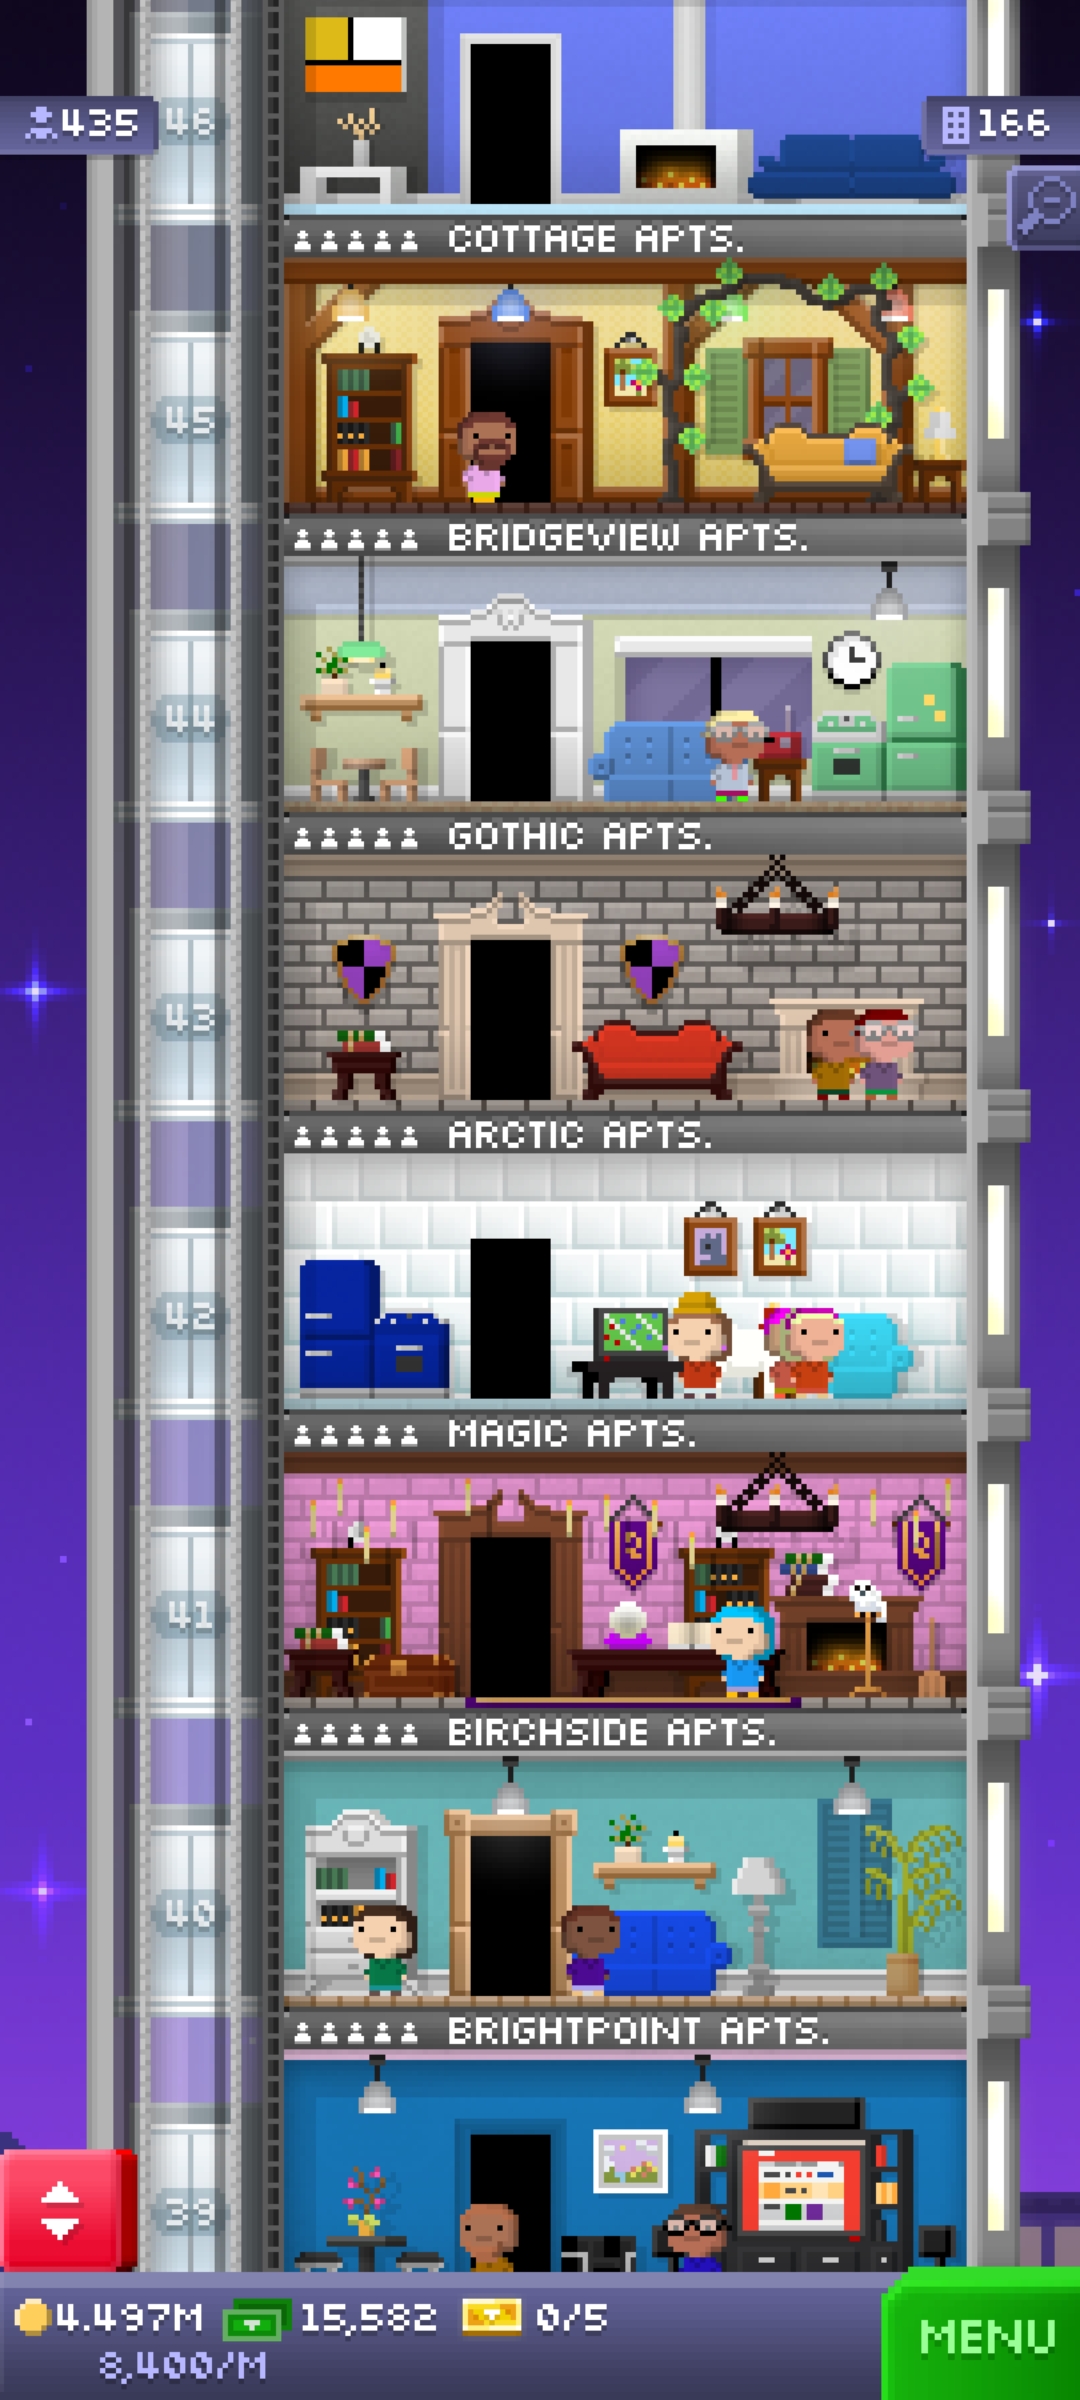 435
46
166
COTTAGE APTS.
45
BRIDGEVIEW APTS.
44
GOTHIC APTS.
43
ARCTIC APTS.
42
MAGIC APTS.
41
BIRCHSIDE APTS.
40
BRIGHTPOINT APTS.
39
4.497M
15,582
0/5
MENU
8,400/M